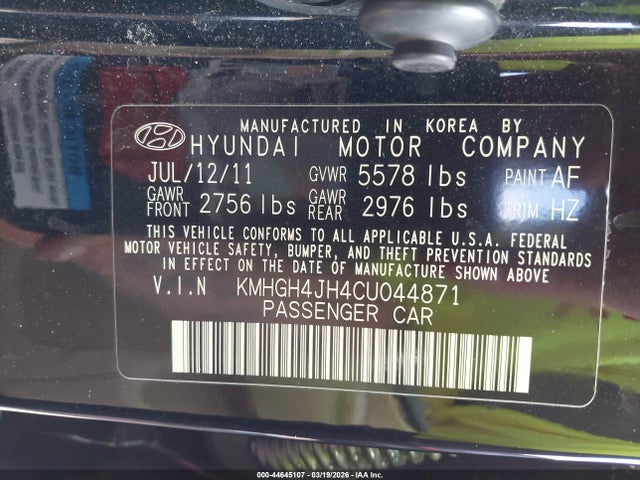 MANUFACTURED IN KOREA BY
HYUNDAI MOTOR COMPANY
JUL/12/11 GVWR 5578 lbs PAINT AF
GAWR FRONT 2756 lbs GAWR REAR 2976 lbs TRIM HZ
THIS VEHICLE CONFORMS TO ALL APPLICABLE U.S.A. FEDERAL
MOTOR VEHICLE SAFETY, BUMPER, AND THEFT PREVENTION STANDARDS
IN EFFECT ON THE DATE OF MANUFACTURE SHOWN ABOVE
V.I.N KMHGH4JH4CU044871
PASSENGER CAR
000-44645107 - 03/19/2026 - IAA Inc.